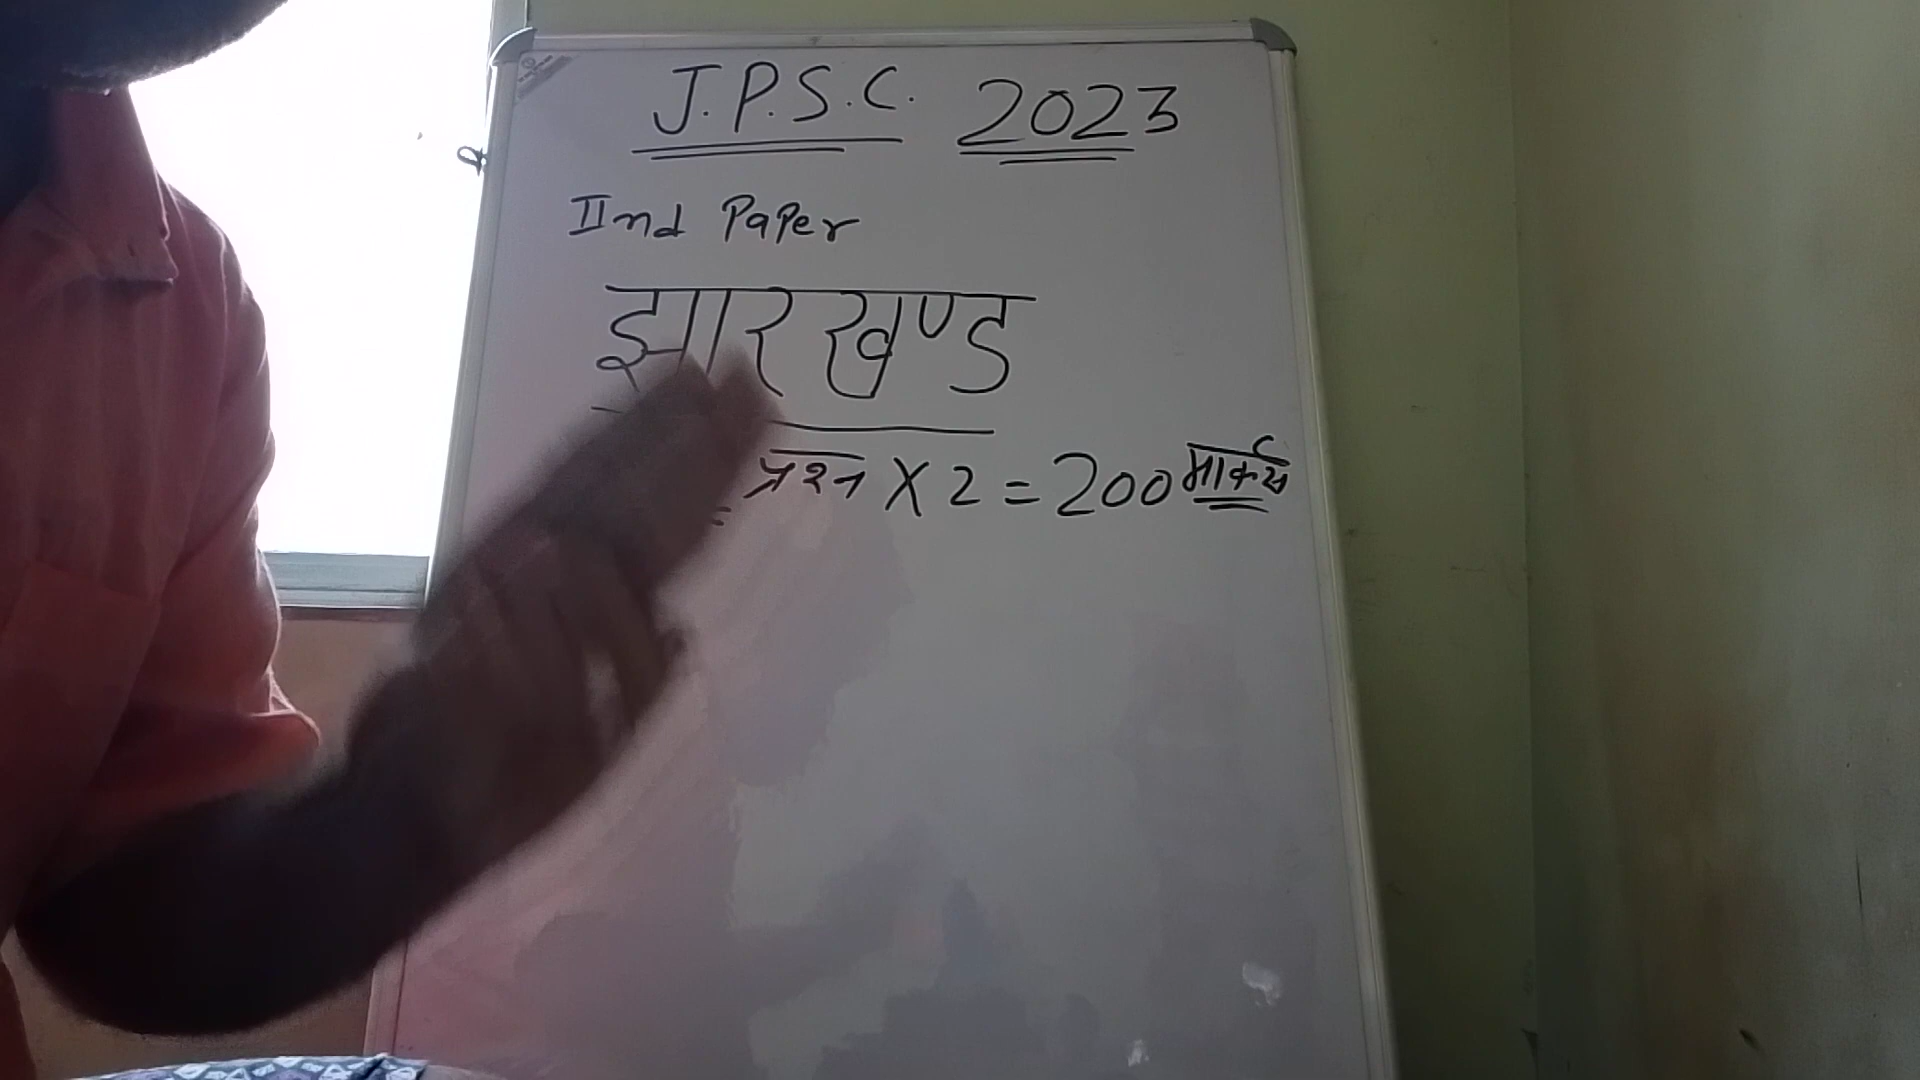 J.P.S.C. 2023
IInd Paper
झारखण्ड
प्रश्न X 2 = 200 मार्क्स